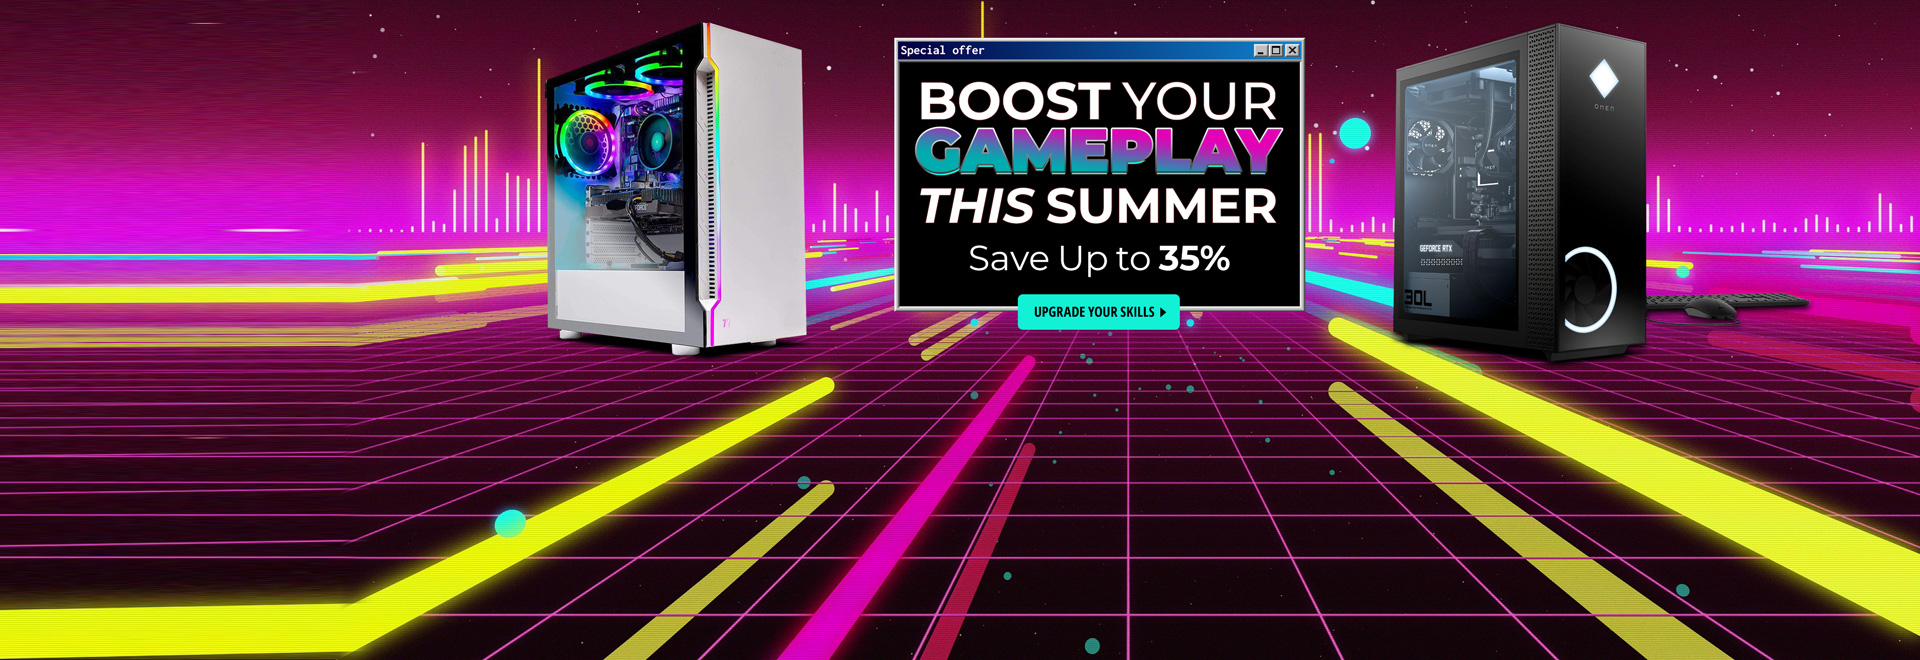 Special offer
BOOST YOUR
GAMEPLAY
THIS SUMMER
Save Up to 35%
UPGRADE YOUR SKILLS
OMEN
GEFORCE RTX
30L